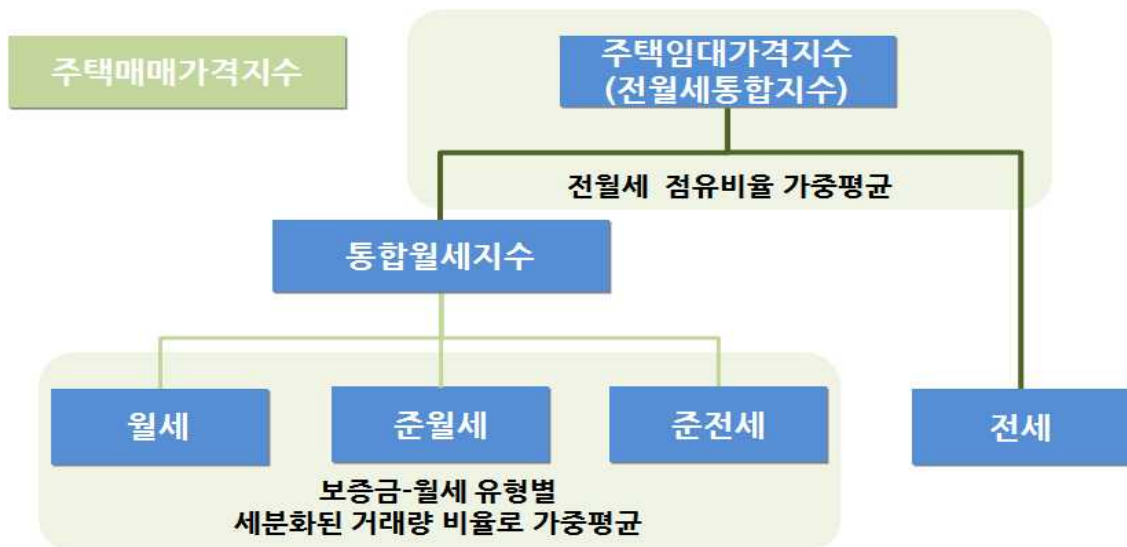 주택매매가격지수
주택임대가격지수
(전월세통합지수)
전월세 점유비율 가중평균
통합월세지수
월세
준월세
준전세
전세
보증금-월세 유형별
세분화된 거래량 비율로 가중평균